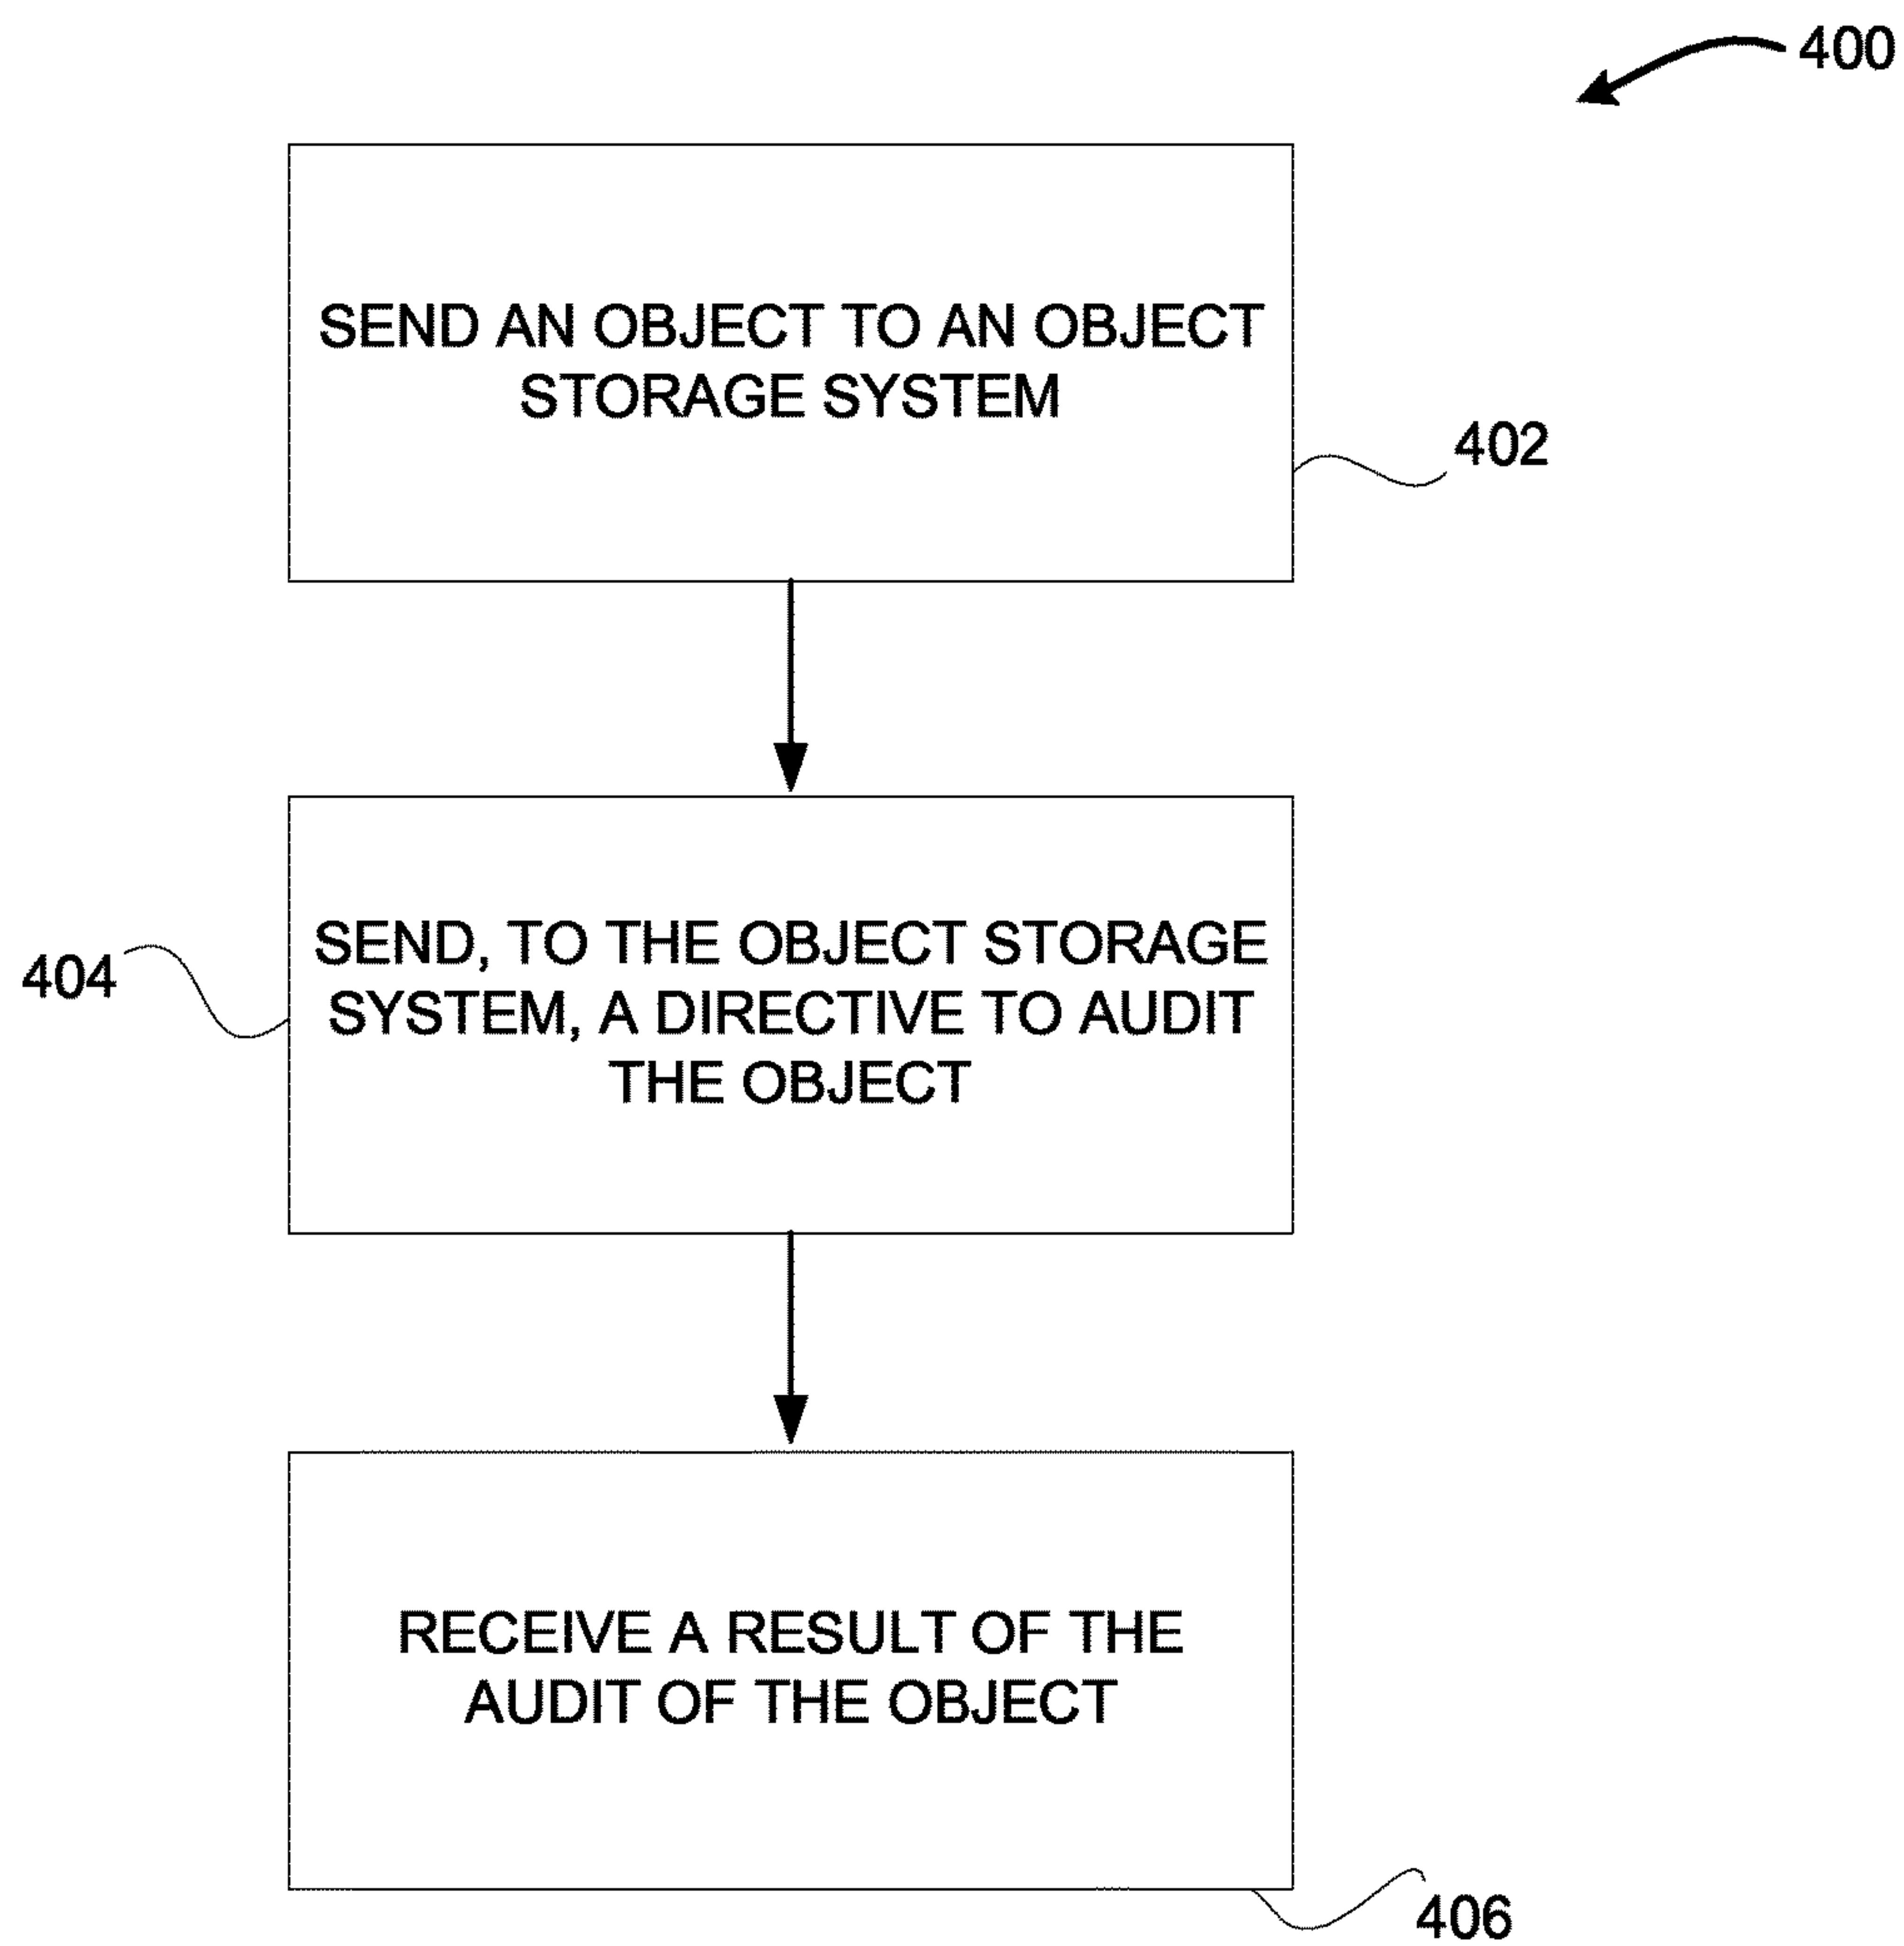 400
SEND AN OBJECT TO AN OBJECT
STORAGE SYSTEM
402
SEND, TO THE OBJECT STORAGE
SYSTEM, A DIRECTIVE TO AUDIT
THE OBJECT
404
RECEIVE A RESULT OF THE
AUDIT OF THE OBJECT
406